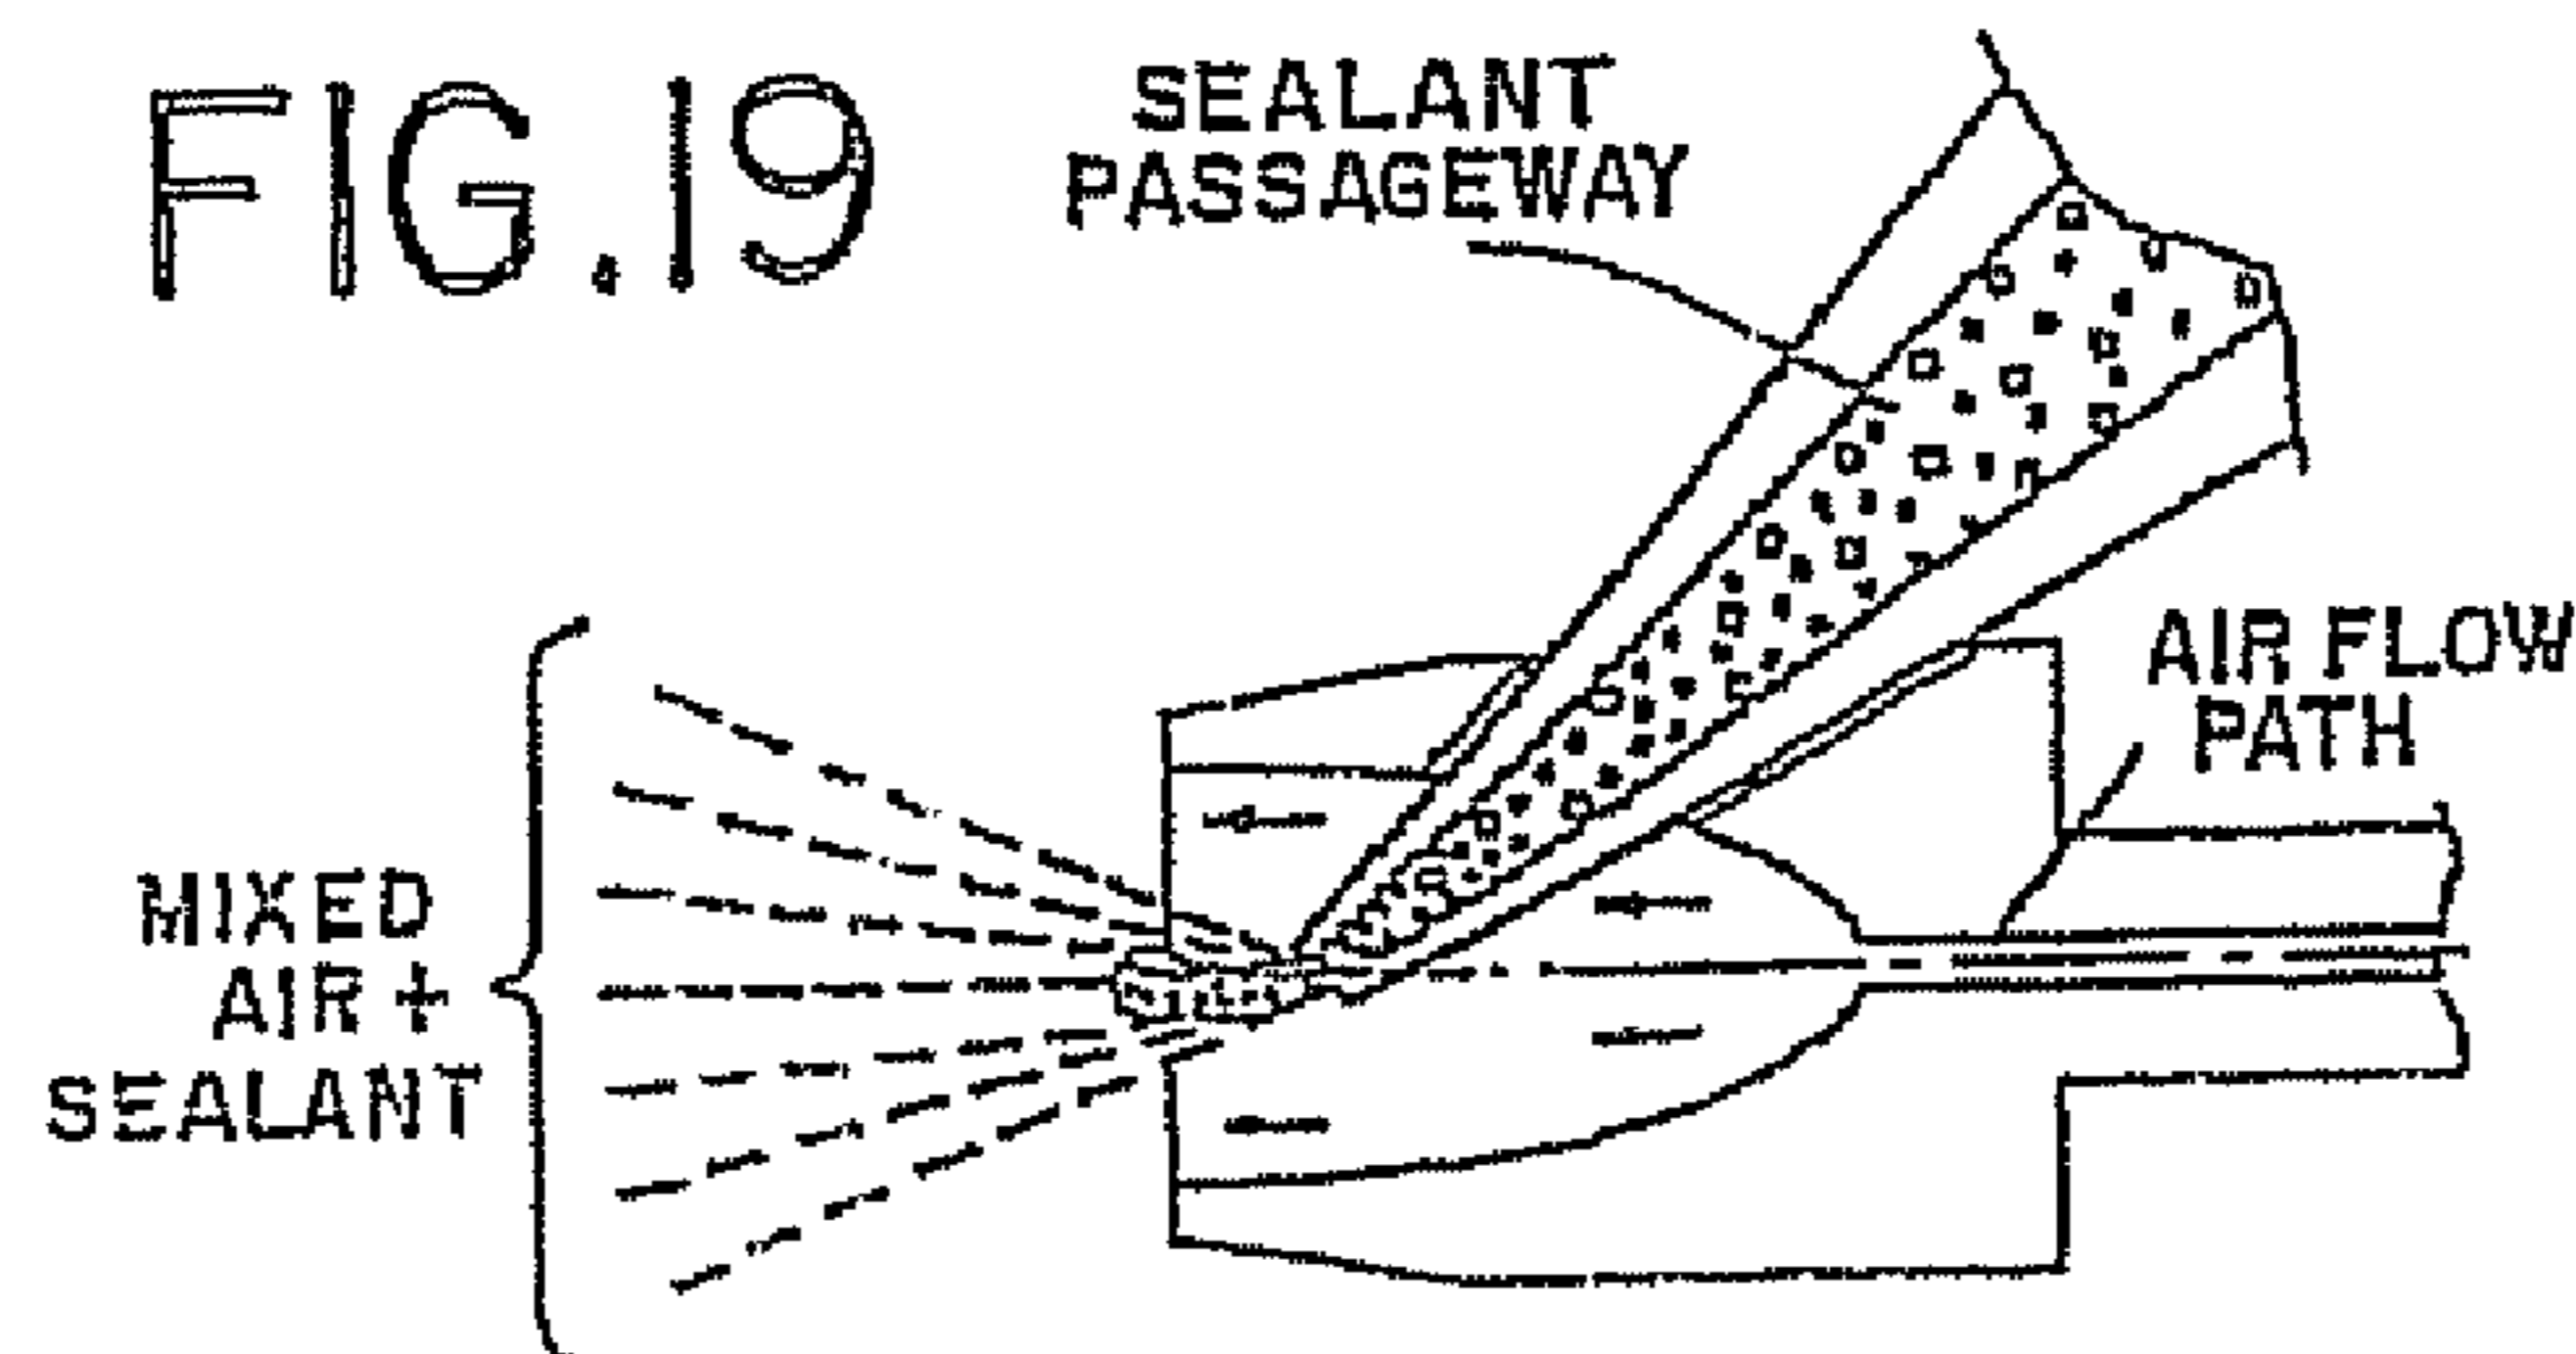 FIG.19
SEALANT
PASSAGEWAY
AIR FLOW
PATH
MIXED
AIR +
SEALANT